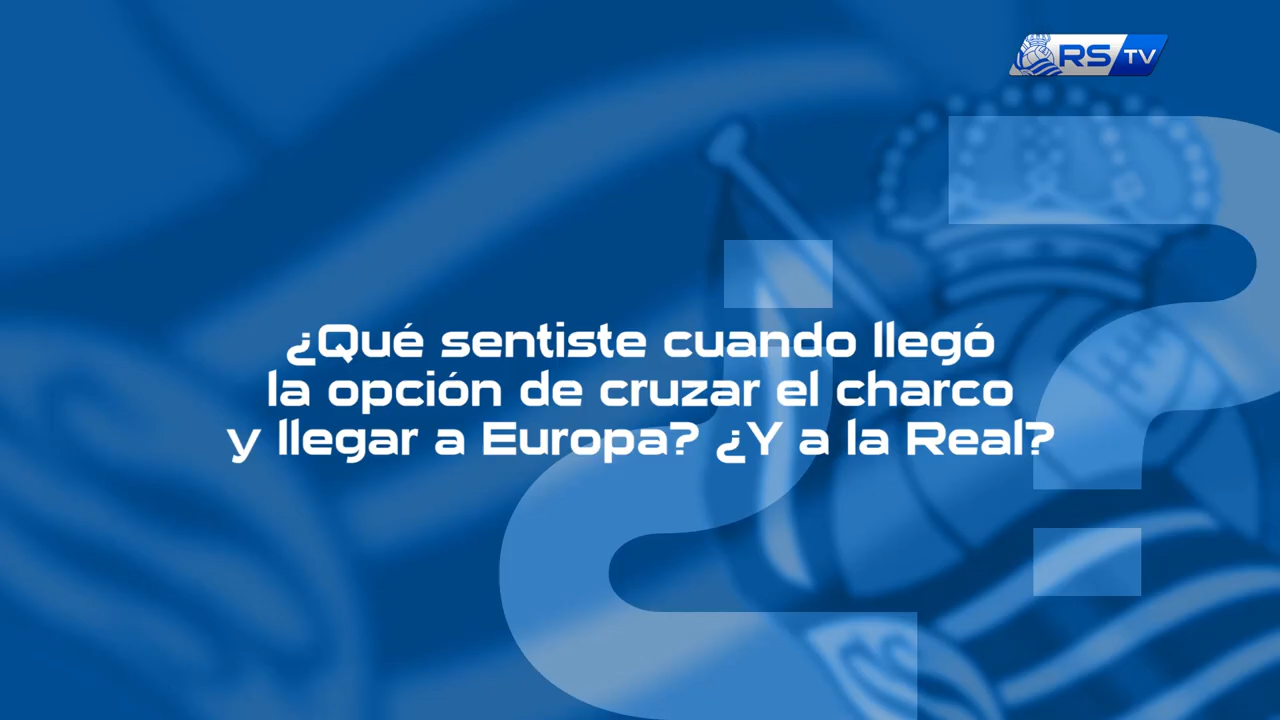 RS TV
¿Qué sentiste cuando llegó
la opción de cruzar el charco
y llegar a Europa? ¿Y a la Real?